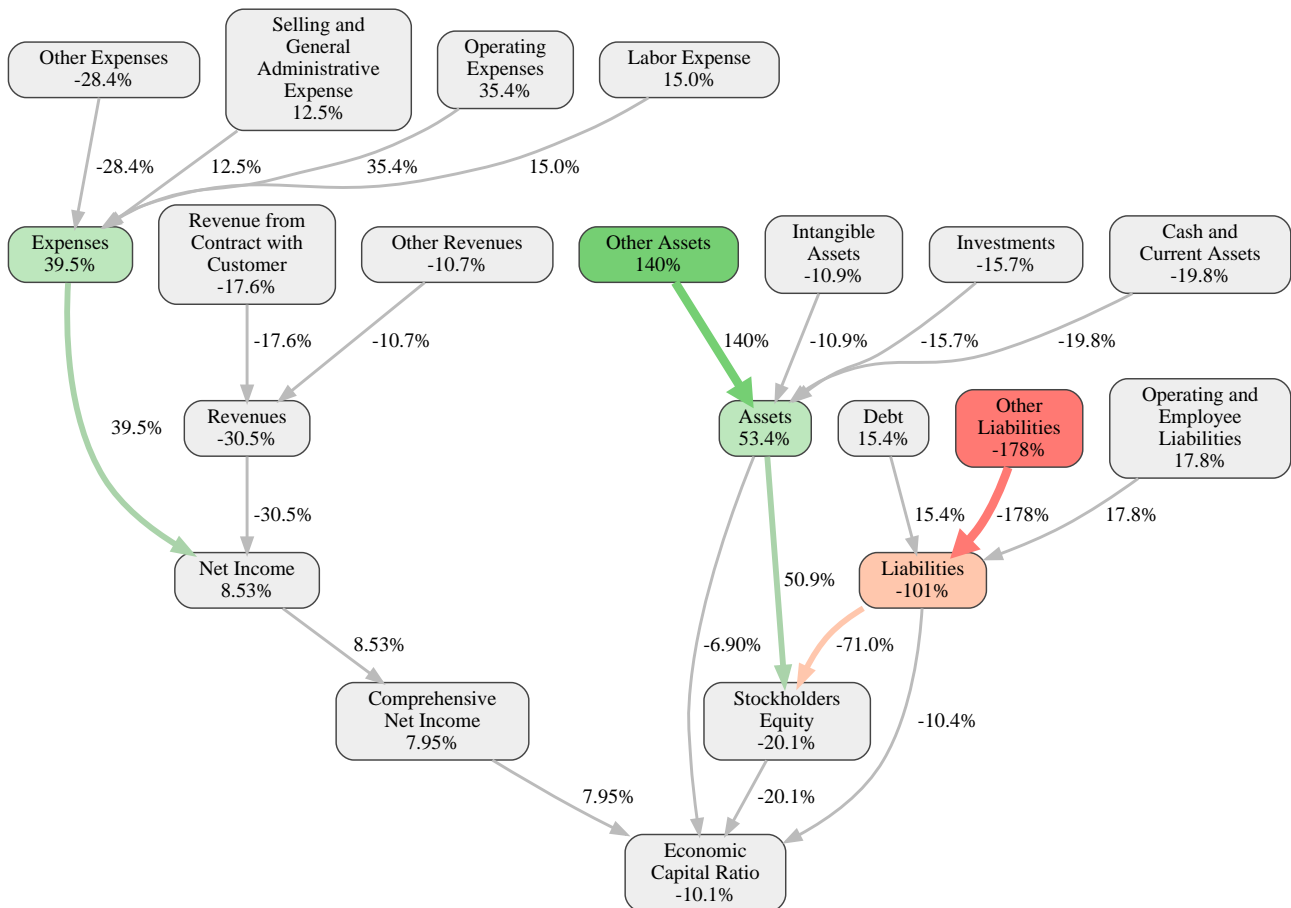 Other Expenses
-28.4%
Selling and
General
Administrative
Expense
12.5%
Operating
Expenses
35.4%
Labor Expense
15.0%
-28.4%
12.5%
35.4%
15.0%
Expenses
39.5%
Revenue from
Contract with
Customer
-17.6%
Other Revenues
-10.7%
Other Assets
140%
Intangible
Assets
-10.9%
Investments
-15.7%
Cash and
Current Assets
-19.8%
-17.6%
-10.7%
140%
-10.9%
-15.7%
-19.8%
39.5%
Revenues
-30.5%
Assets
53.4%
Debt
15.4%
Other
Liabilities
-178%
Operating and
Employee
Liabilities
17.8%
-30.5%
50.9%
15.4%
-178%
17.8%
Net Income
8.53%
Liabilities
-101%
8.53%
-6.90%
-71.0%
-10.4%
Comprehensive
Net Income
7.95%
Stockholders
Equity
-20.1%
7.95%
-20.1%
Economic
Capital Ratio
-10.1%